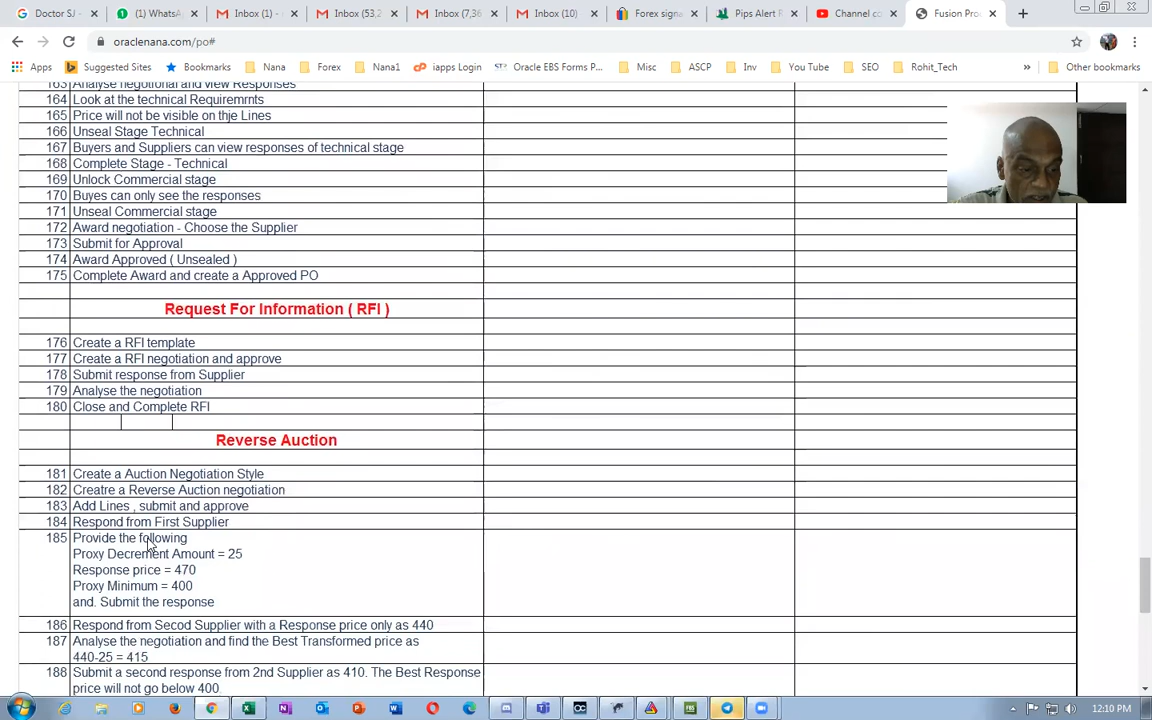 Doctor SJ -
(1) WhatsA
Inbox (1) -
Inbox (53,2
Inbox (7,36
Inbox (10)
Forex signa
Pips Alert R
Channel co
Fusion Pro
oraclenana.com/po#
Apps
Suggested Sites
Bookmarks
Nana
Forex
Nana1
iapps Login
Oracle EBS Forms P...
Misc
ASCP
Inv
You Tube
SEO
Rohit_Tech
»
Other bookmarks
163 Analyse negotional and view Responses
164 Look at the technical Requiremrnts
165 Price will not be visible on thje Lines
166 Unseal Stage Technical
167 Buyers and Suppliers can view responses of technical stage
168 Complete Stage - Technical
169 Unlock Commercial stage
170 Buyes can only see the responses
171 Unseal Commercial stage
172 Award negotiation - Choose the Supplier
173 Submit for Approval
174 Award Approved ( Unsealed )
175 Complete Award and create a Approved PO
Request For Information ( RFI )
176 Create a RFI template
177 Create a RFI negotiation and approve
178 Submit response from Supplier
179 Analyse the negotiation
180 Close and Complete RFI
Reverse Auction
181 Create a Auction Negotiation Style
182 Creatre a Reverse Auction negotiation
183 Add Lines , submit and approve
184 Respond from First Supplier
185 Provide the following
Proxy Decrement Amount = 25
Response price = 470
Proxy Minimum = 400
and. Submit the response
186 Respond from Secod Supplier with a Response price only as 440
187 Analyse the negotiation and find the Best Transformed price as
440-25 = 415
188 Submit a second response from 2nd Supplier as 410. The Best Response
price will not go below 400.
12:10 PM